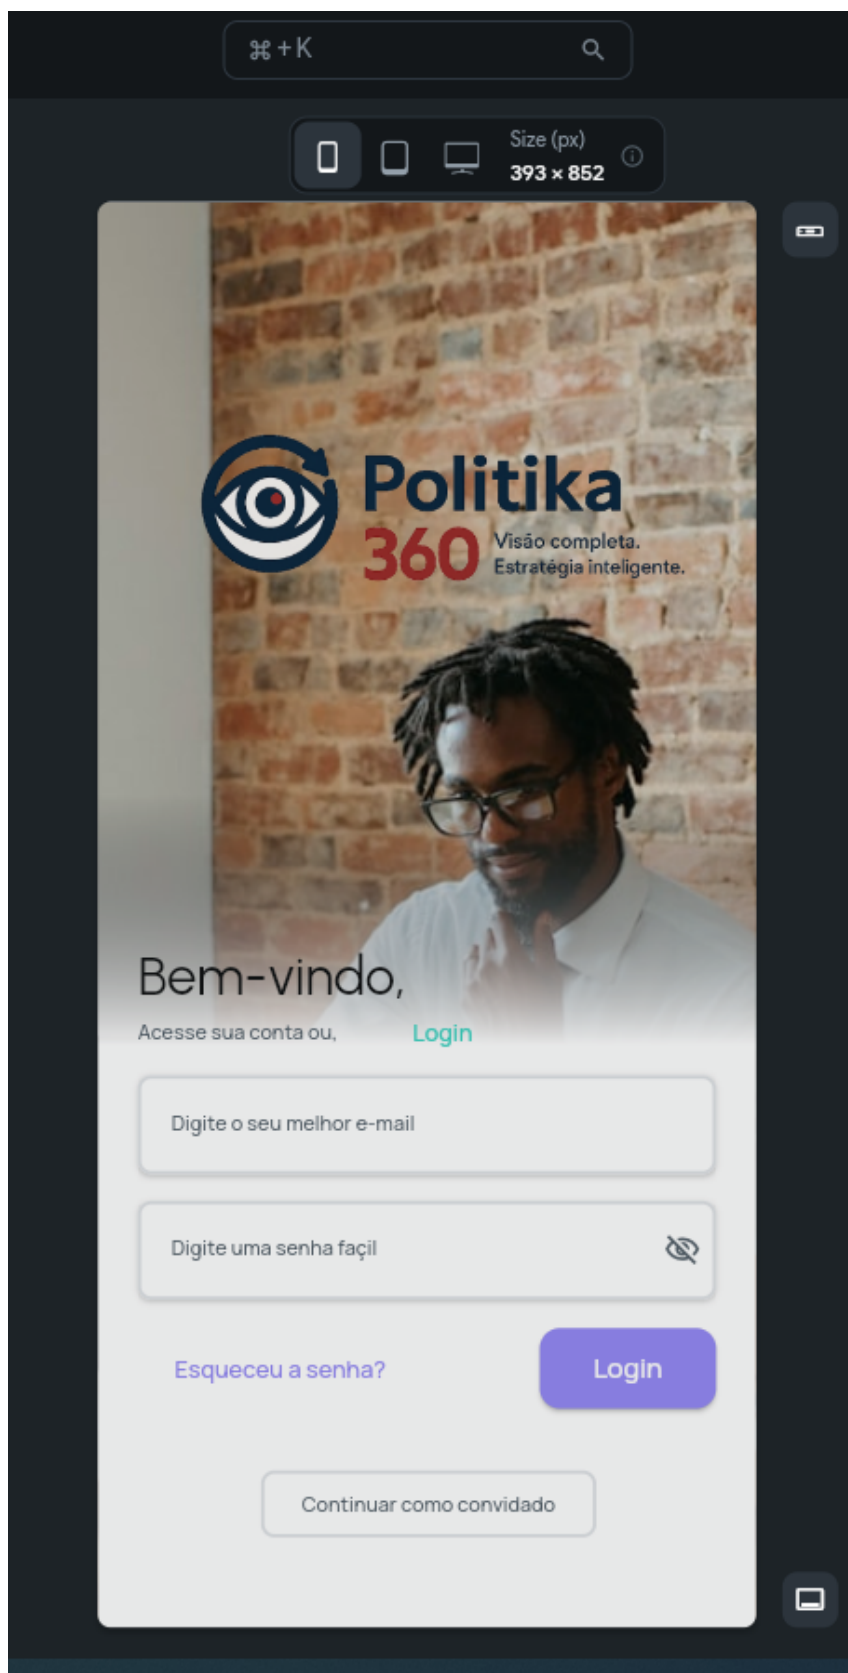 ⌘+K
Size (px)
393 × 852
Politika
360
Visão completa.
Estratégia inteligente.
Bem-vindo,
Acesse sua conta ou, Login
Digite o seu melhor e-mail
Digite uma senha façil
Esqueceu a senha? Login
Continuar como convidado